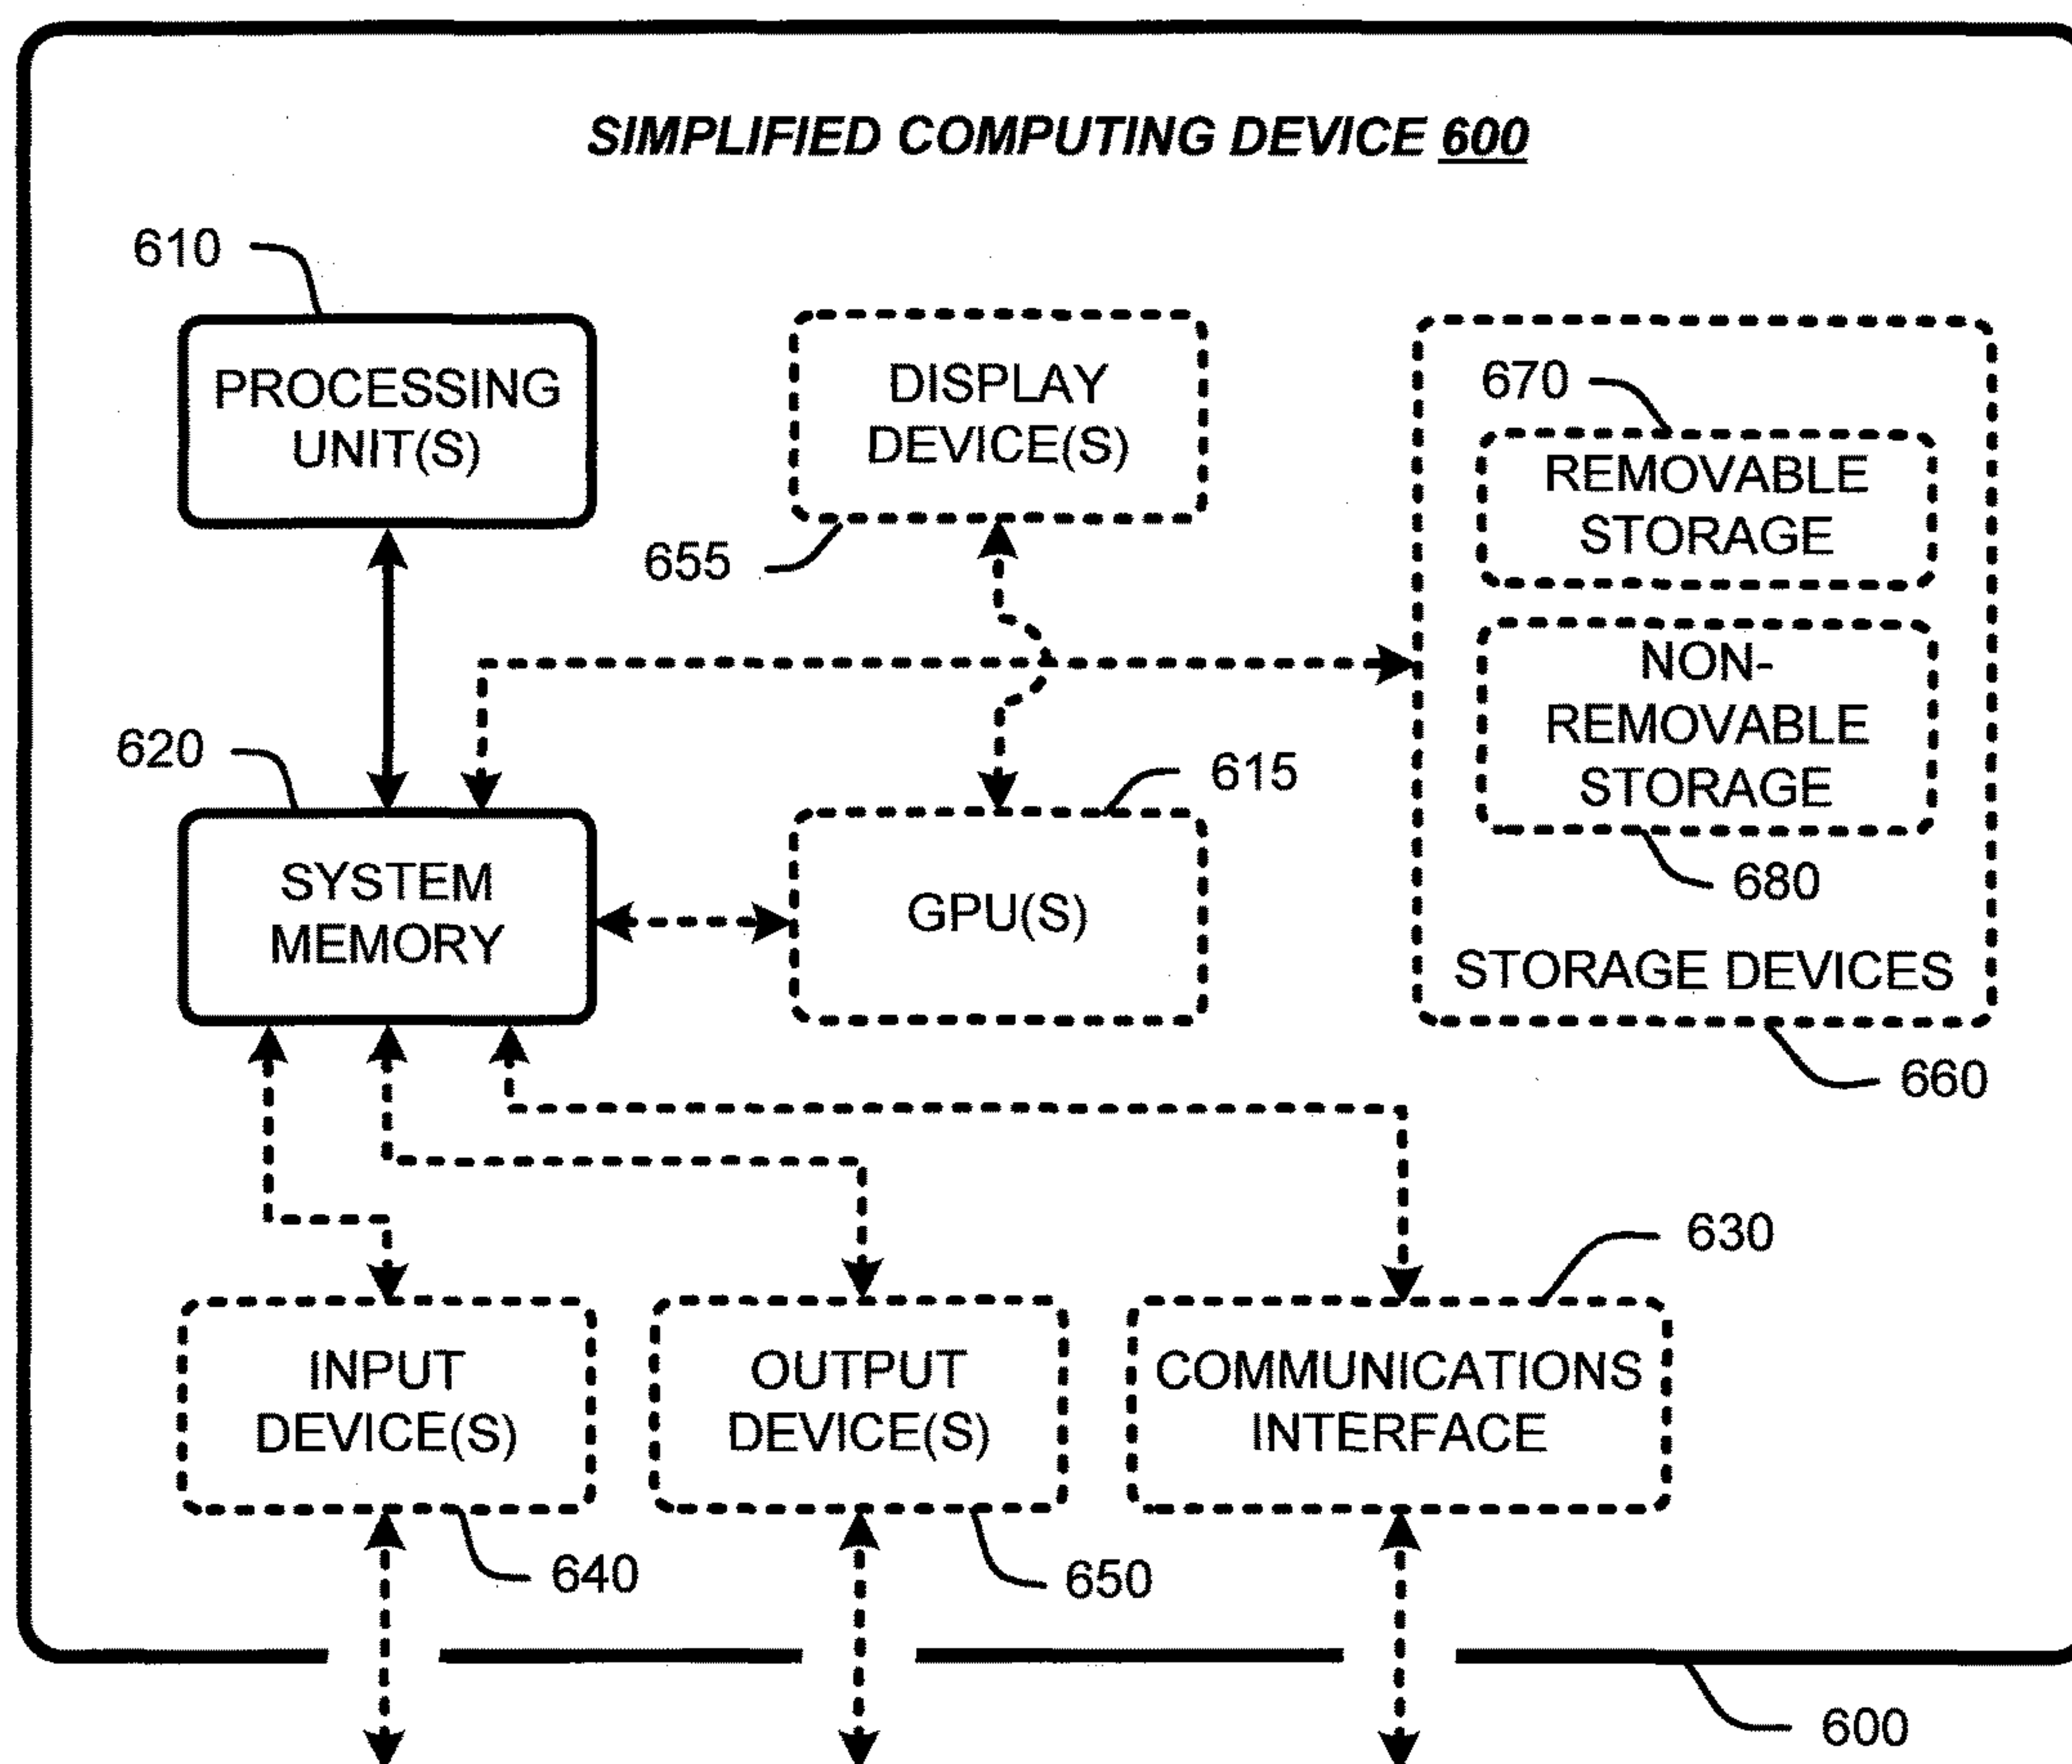 SIMPLIFIED COMPUTING DEVICE 600
610
PROCESSING
UNIT(S)
DISPLAY
DEVICE(S)
655
670
REMOVABLE
STORAGE
NON-
REMOVABLE
STORAGE
680
STORAGE DEVICES
660
620
SYSTEM
MEMORY
615
GPU(S)
630
INPUT
DEVICE(S)
640
OUTPUT
DEVICE(S)
650
COMMUNICATIONS
INTERFACE
600